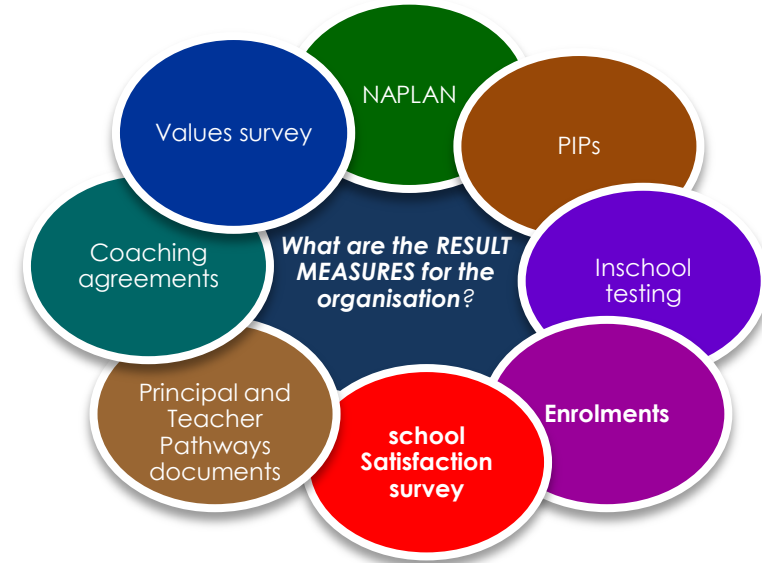 NAPLAN
Values survey
PIPs
What are the RESULT
MEASURES for the
organisation?
Coaching
agreements
Inschool
testing
Principal and
Teacher
Pathways
documents
Enrolments
school
Satisfaction
survey